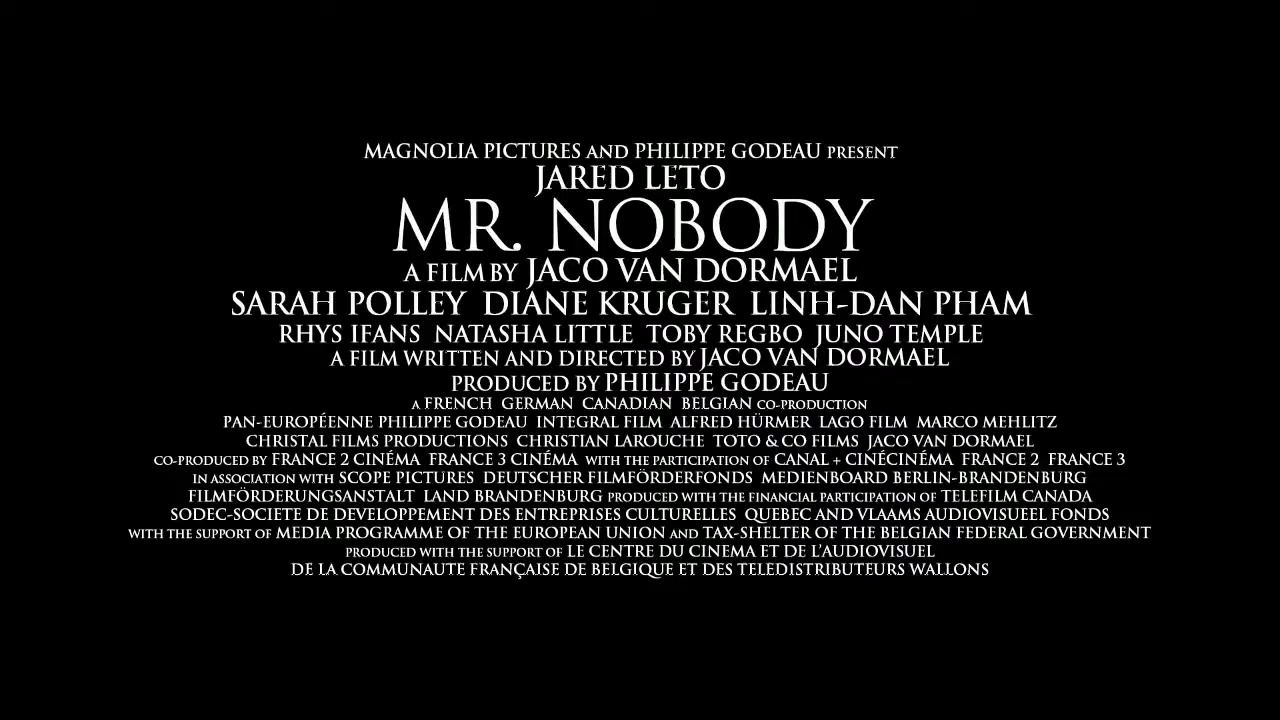 MAGNOLIA PICTURES AND PHILIPPE GODEAU PRESENT
JARED LETO
MR. NOBODY
A FILM BY JACO VAN DORMAEL
SARAH POLLEY DIANE KRUGER LINH-DAN PHAM
RHYS IFANS NATASHA LITTLE TOBY REGBO JUNO TEMPLE
A FILM WRITTEN AND DIRECTED BY JACO VAN DORMAEL
PRODUCED BY PHILIPPE GODEAU
A FRENCH GERMAN CANADIAN BELGIAN CO-PRODUCTION
PAN-EUROPÉENNE PHILIPPE GODEAU INTEGRAL FILM ALFRED HÜRMER LAGO FILM MARCO MEHLITZ
CHRISTAL FILMS PRODUCTIONS CHRISTIAN LAROUCHE TOTO & CO FILMS JACO VAN DORMAEL
CO-PRODUCED BY FRANCE 2 CINÉMA FRANCE 3 CINÉMA WITH THE PARTICIPATION OF CANAL + CINÉCINÉMA FRANCE 2 FRANCE 3
IN ASSOCIATION WITH SCOPE PICTURES DEUTSCHER FILMFÖRDERFONDS MEDIENBOARD BERLIN-BRANDENBURG
FILMFÖRDERUNGSANSTALT LAND BRANDENBURG PRODUCED WITH THE FINANCIAL PARTICIPATION OF TELEFILM CANADA
SODEC-SOCIETE DE DEVELOPPEMENT DES ENTREPRISES CULTURELLES QUEBEC AND VLAAMS AUDIOVISUEEL FONDS
WITH THE SUPPORT OF MEDIA PROGRAMME OF THE EUROPEAN UNION AND TAX-SHELTER OF THE BELGIAN FEDERAL GOVERNMENT
PRODUCED WITH THE SUPPORT OF LE CENTRE DU CINEMA ET DE L'AUDIOVISUEL
DE LA COMMUNAUTE FRANÇAISE DE BELGIQUE ET DES TELEDISTRIBUTEURS WALLONS